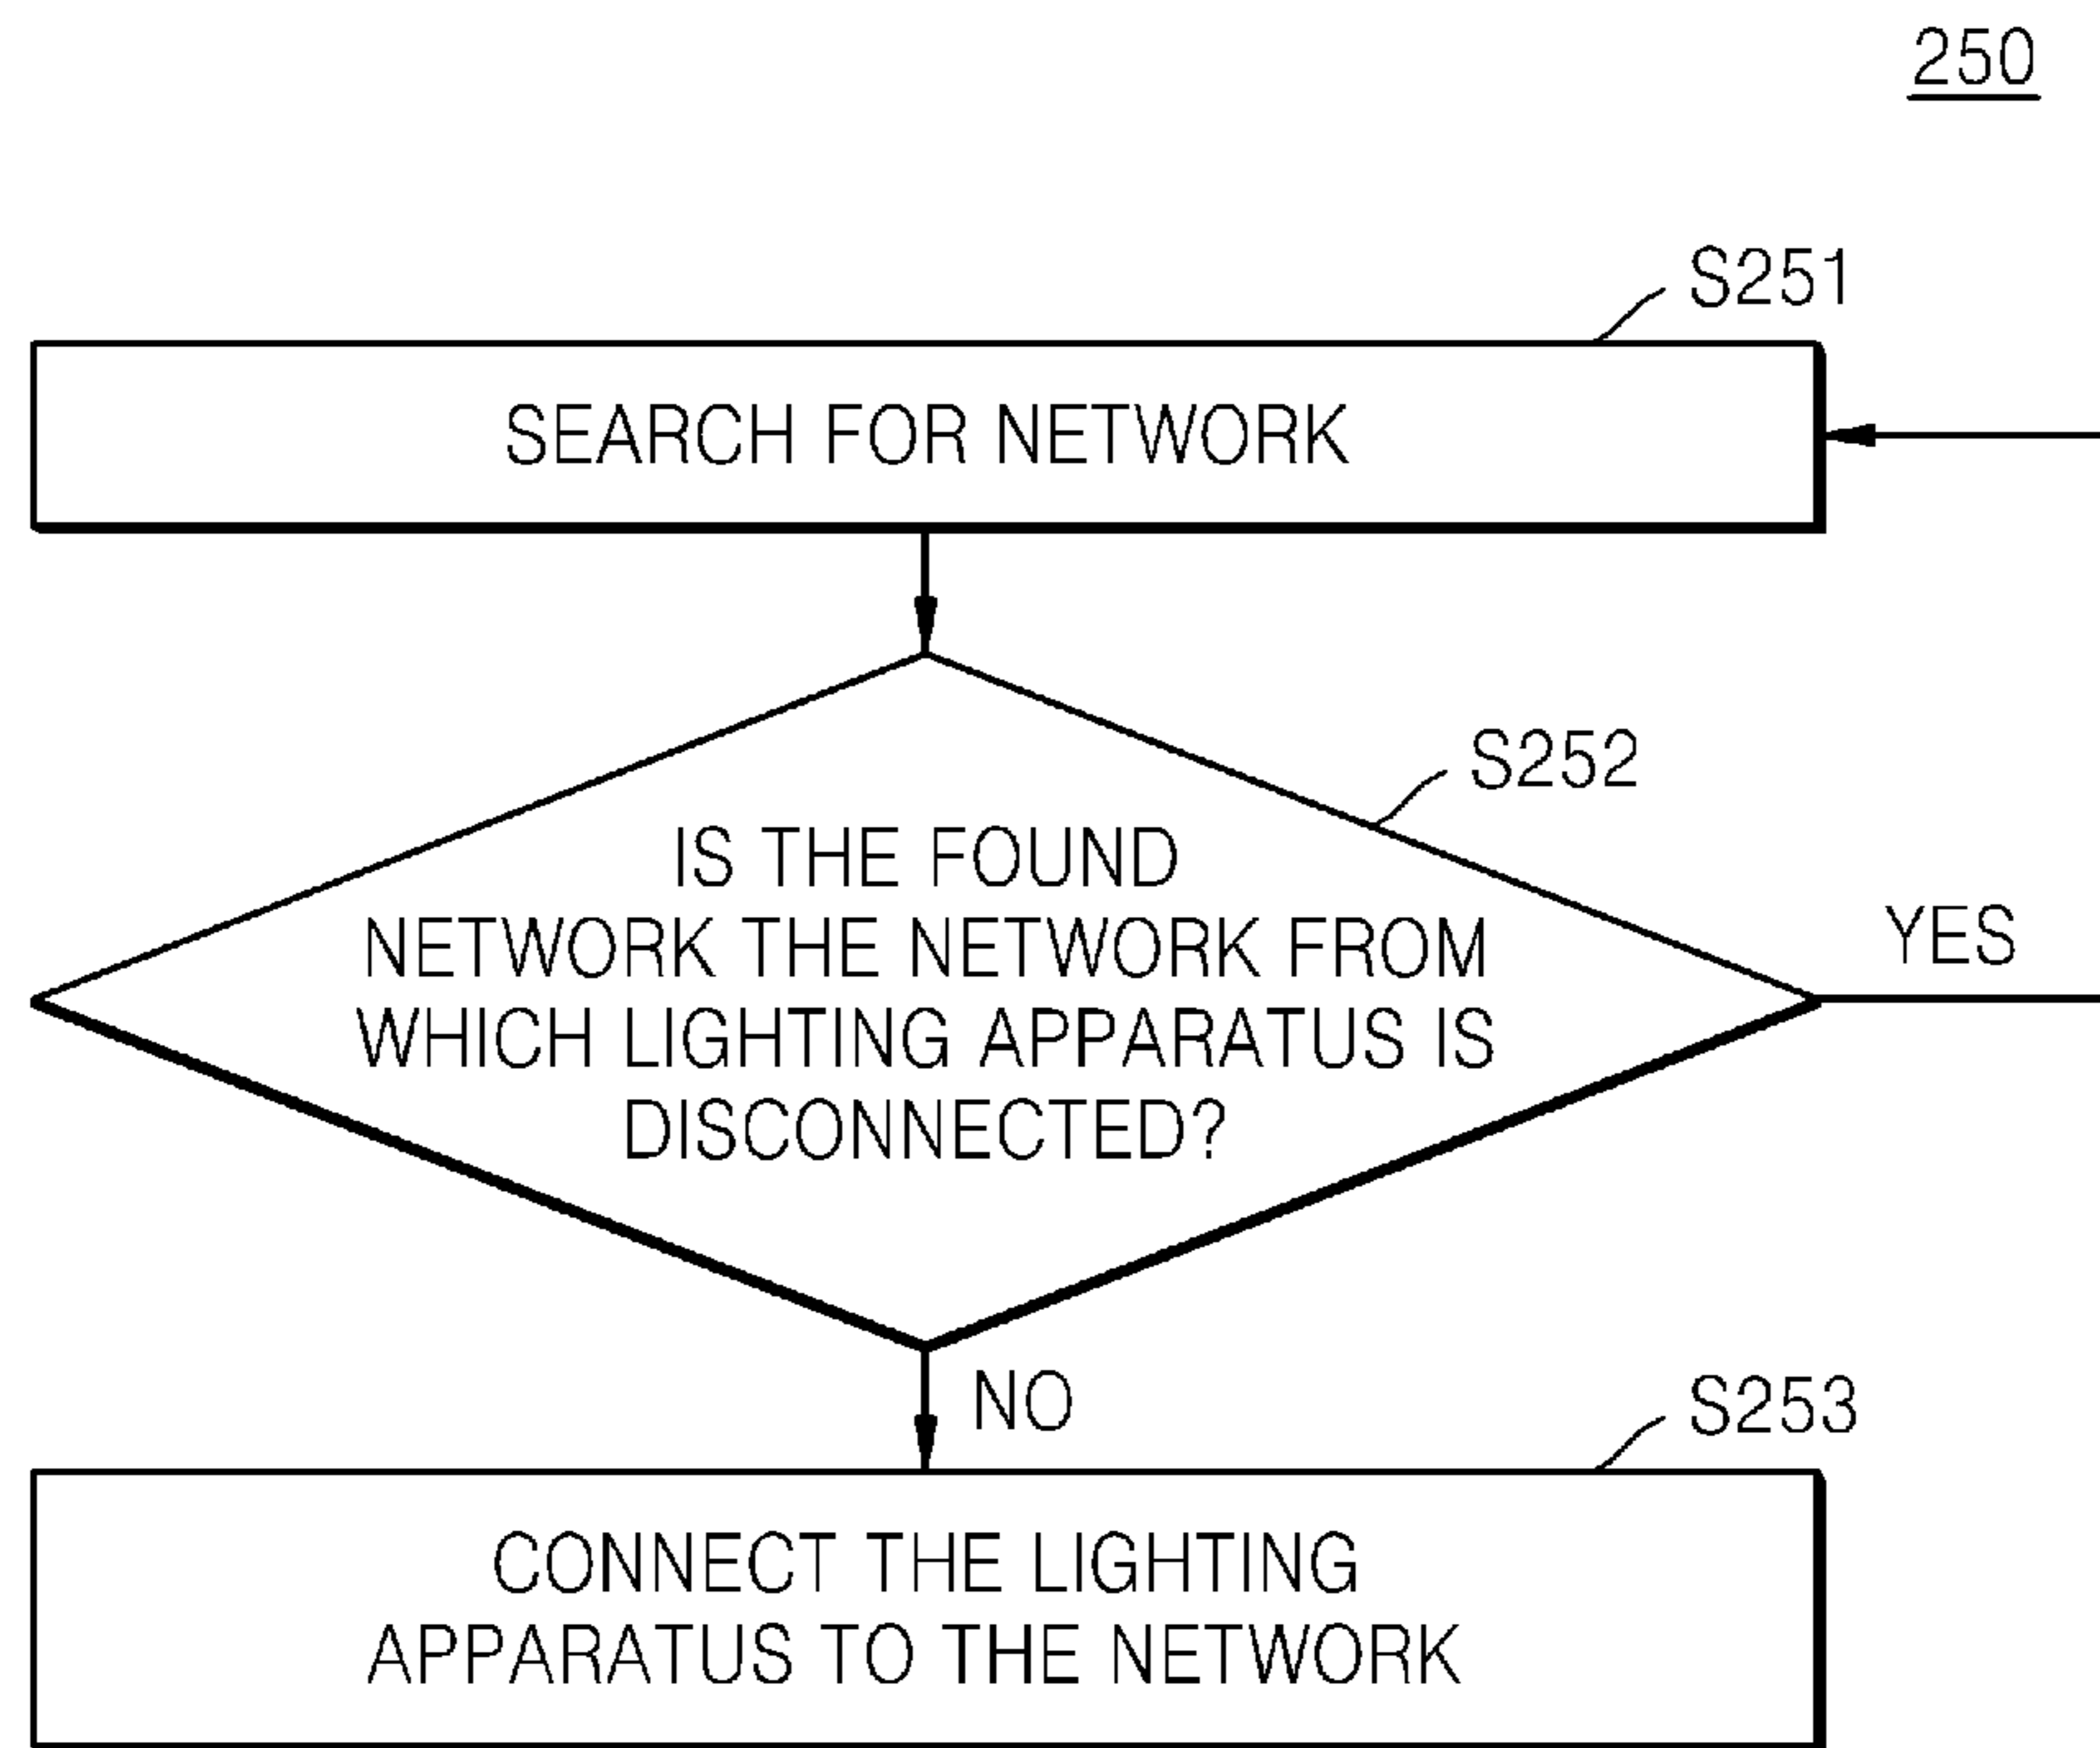 250
S251
SEARCH FOR NETWORK
S252
IS THE FOUND
NETWORK THE NETWORK FROM
WHICH LIGHTING APPARATUS IS
DISCONNECTED?
YES
NO
S253
CONNECT THE LIGHTING
APPARATUS TO THE NETWORK